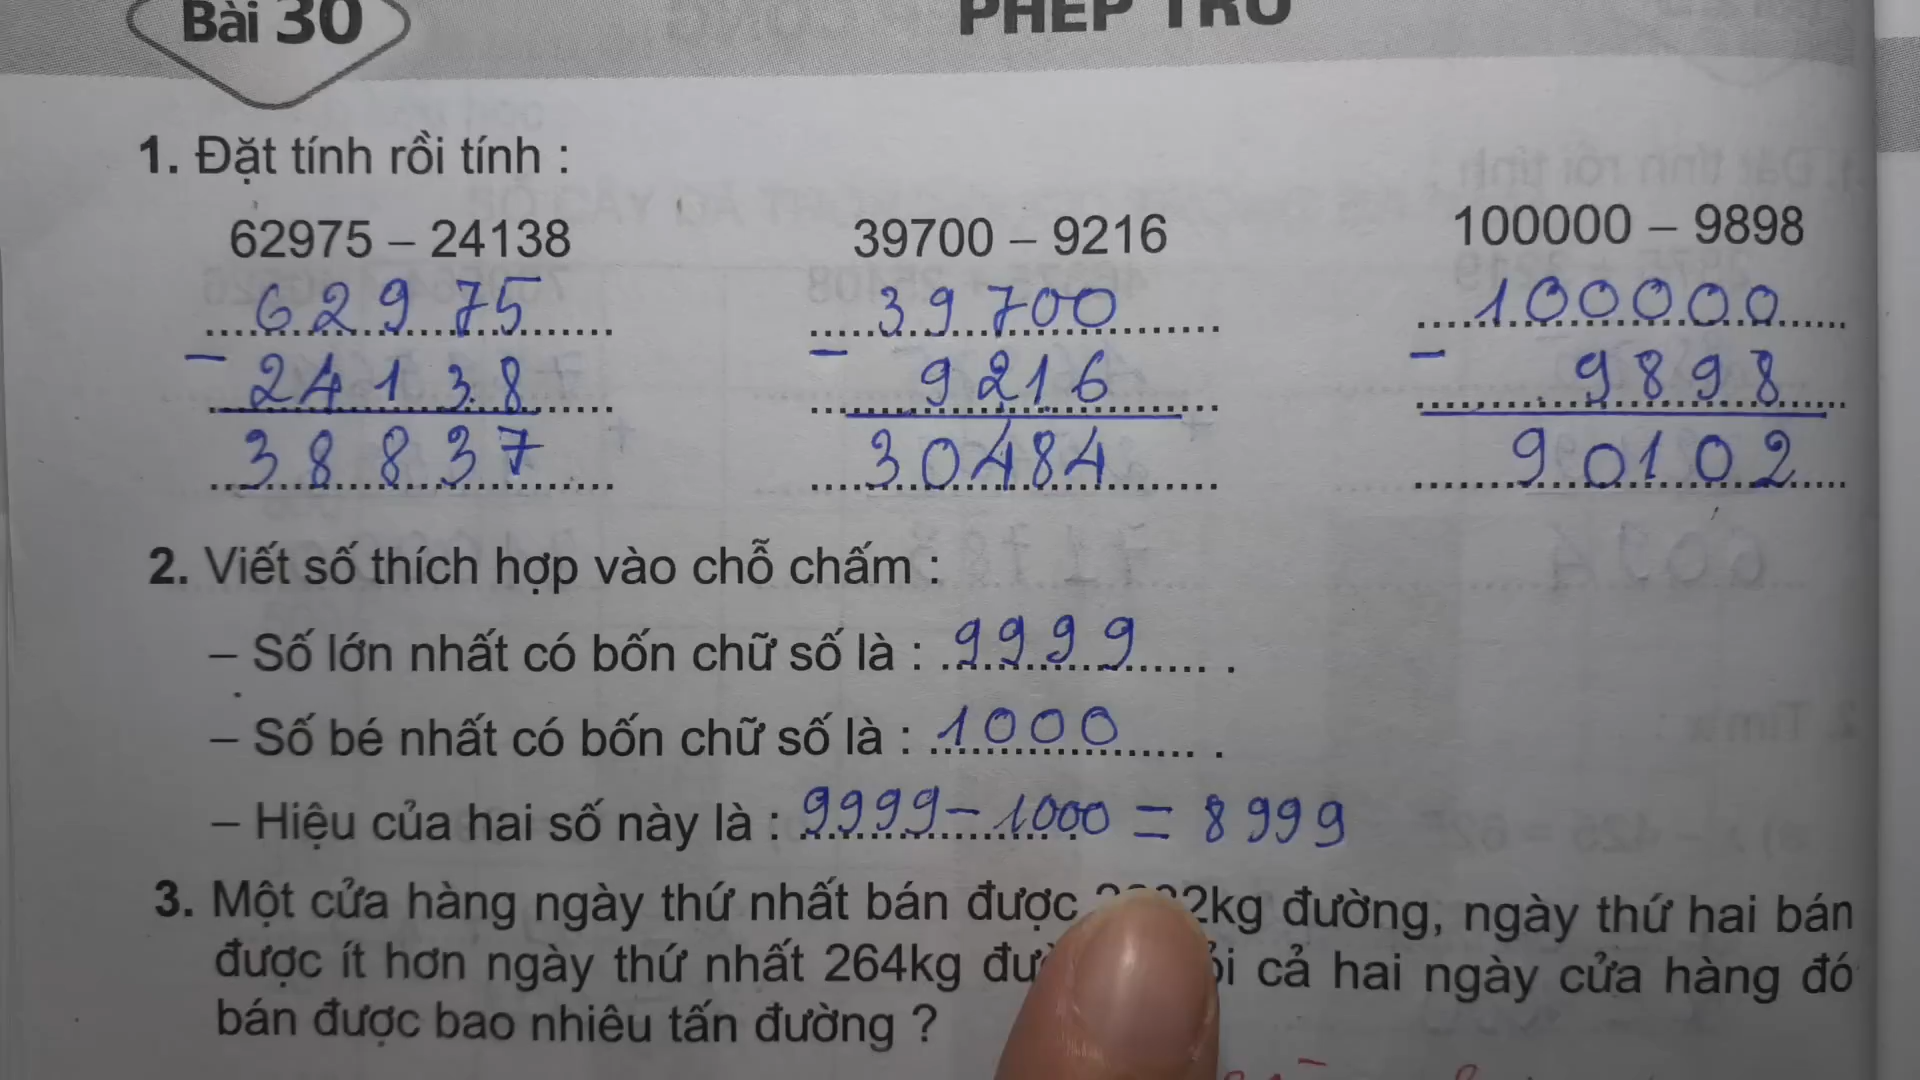 Bài 30
PHÉP TRỪ
1. Đặt tính rồi tính :
62975 – 24138
39700 – 9216
100000 – 9898
62975
39700
100000
– 24138
– 9216
– 9898
38837
30484
90102
2. Viết số thích hợp vào chỗ chấm :
– Số lớn nhất có bốn chữ số là : 9999 .
– Số bé nhất có bốn chữ số là : 1000 .
– Hiệu của hai số này là : 9999 – 1000 = 8999
3. Một cửa hàng ngày thứ nhất bán được kg đường, ngày thứ hai bán
được ít hơn ngày thứ nhất 264kg cả hai ngày cửa hàng đó
bán được bao nhiêu tấn đường ?